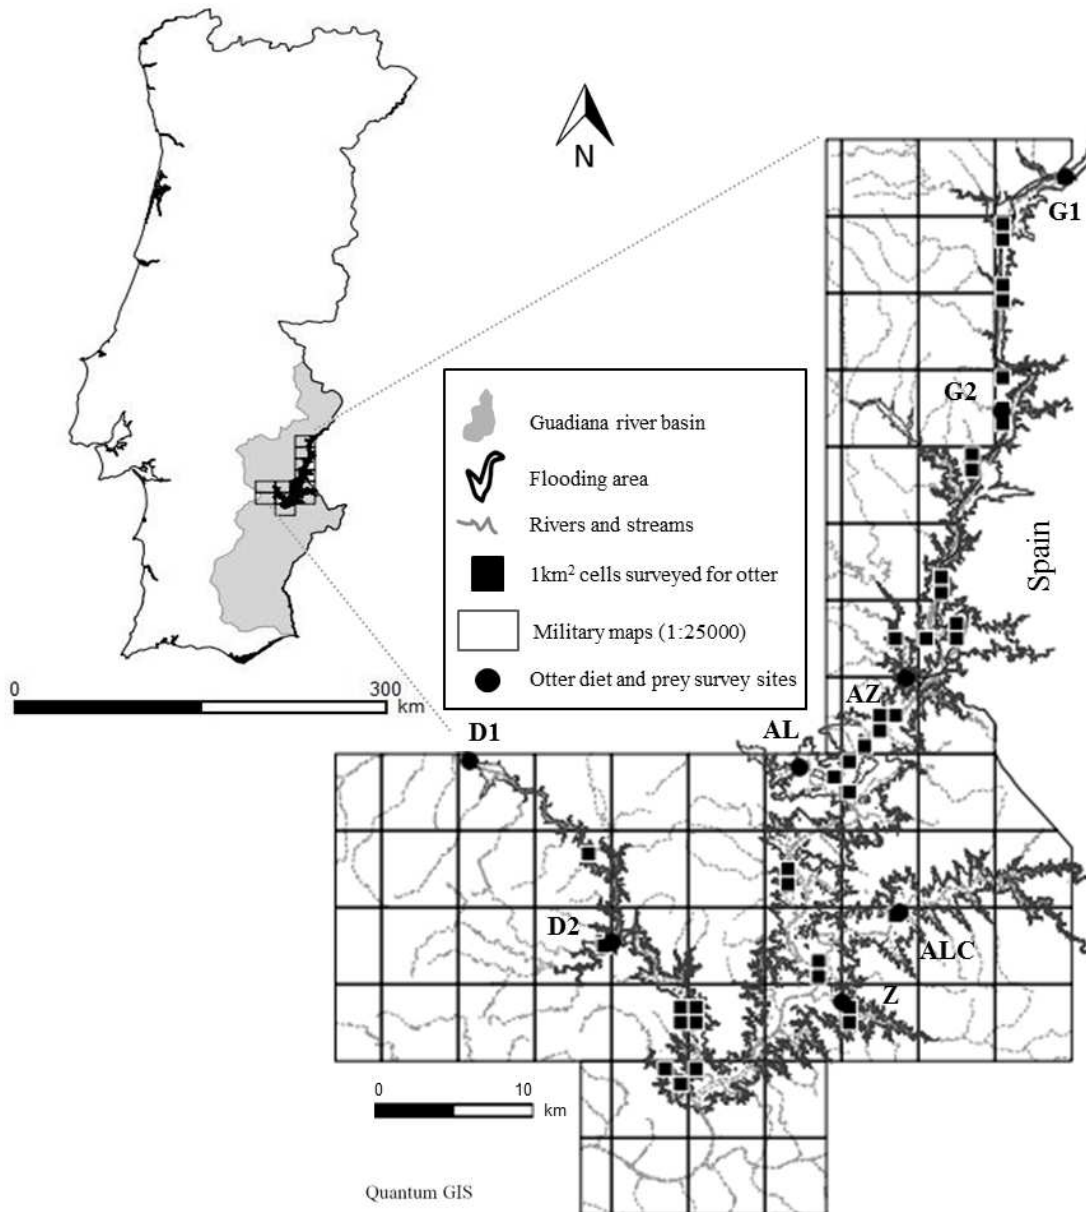 N
G1
G2
Guadiana river basin
Flooding area
Rivers and streams
1km² cells surveyed for otter
Military maps (1:25000)
Otter diet and prey survey sites
Spain
0 300
km
D1
AL
AZ
D2
ALC
Z
0 10
km
Quantum GIS